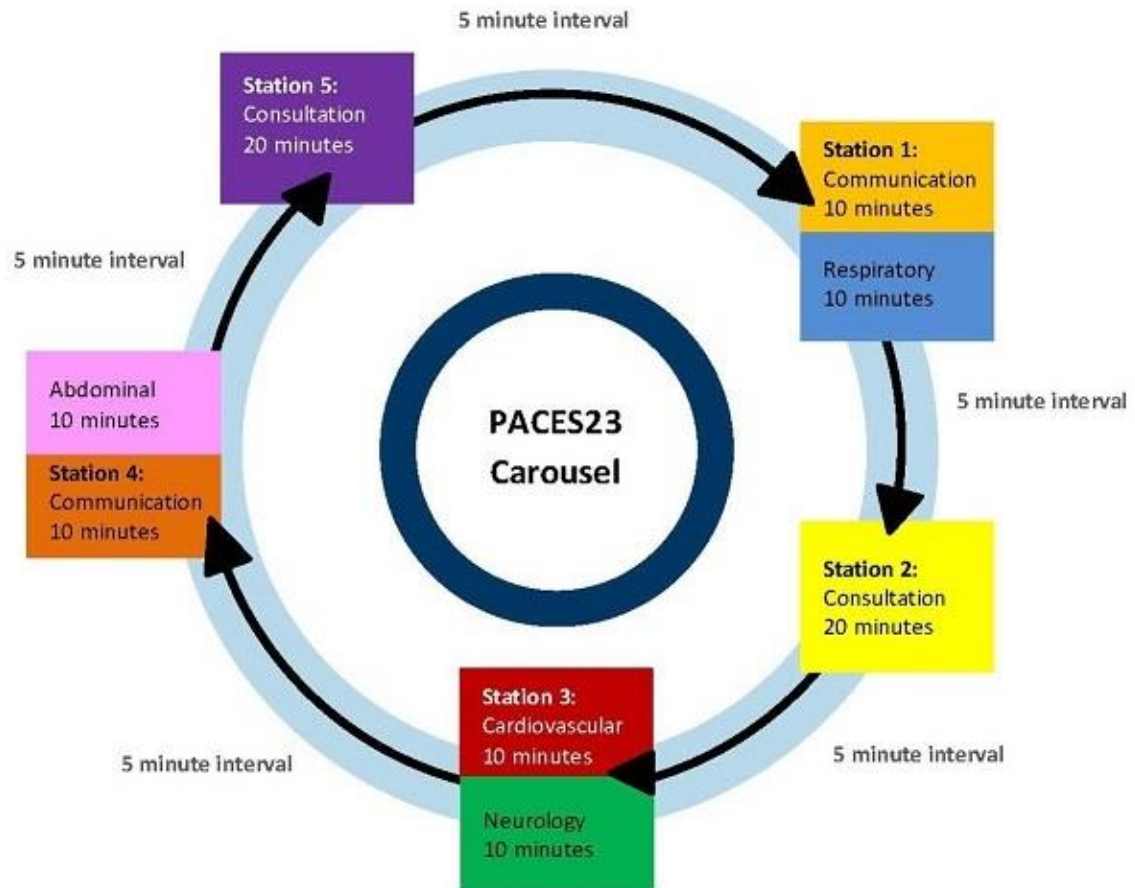 5 minute interval
Station 5:
Consultation
20 minutes
Station 1:
Communication
10 minutes
Respiratory
10 minutes
5 minute interval
5 minute interval
Abdominal
10 minutes
Station 4:
Communication
10 minutes
PACES23
Carousel
Station 2:
Consultation
20 minutes
Station 3:
Cardiovascular
10 minutes
Neurology
10 minutes
5 minute interval
5 minute interval